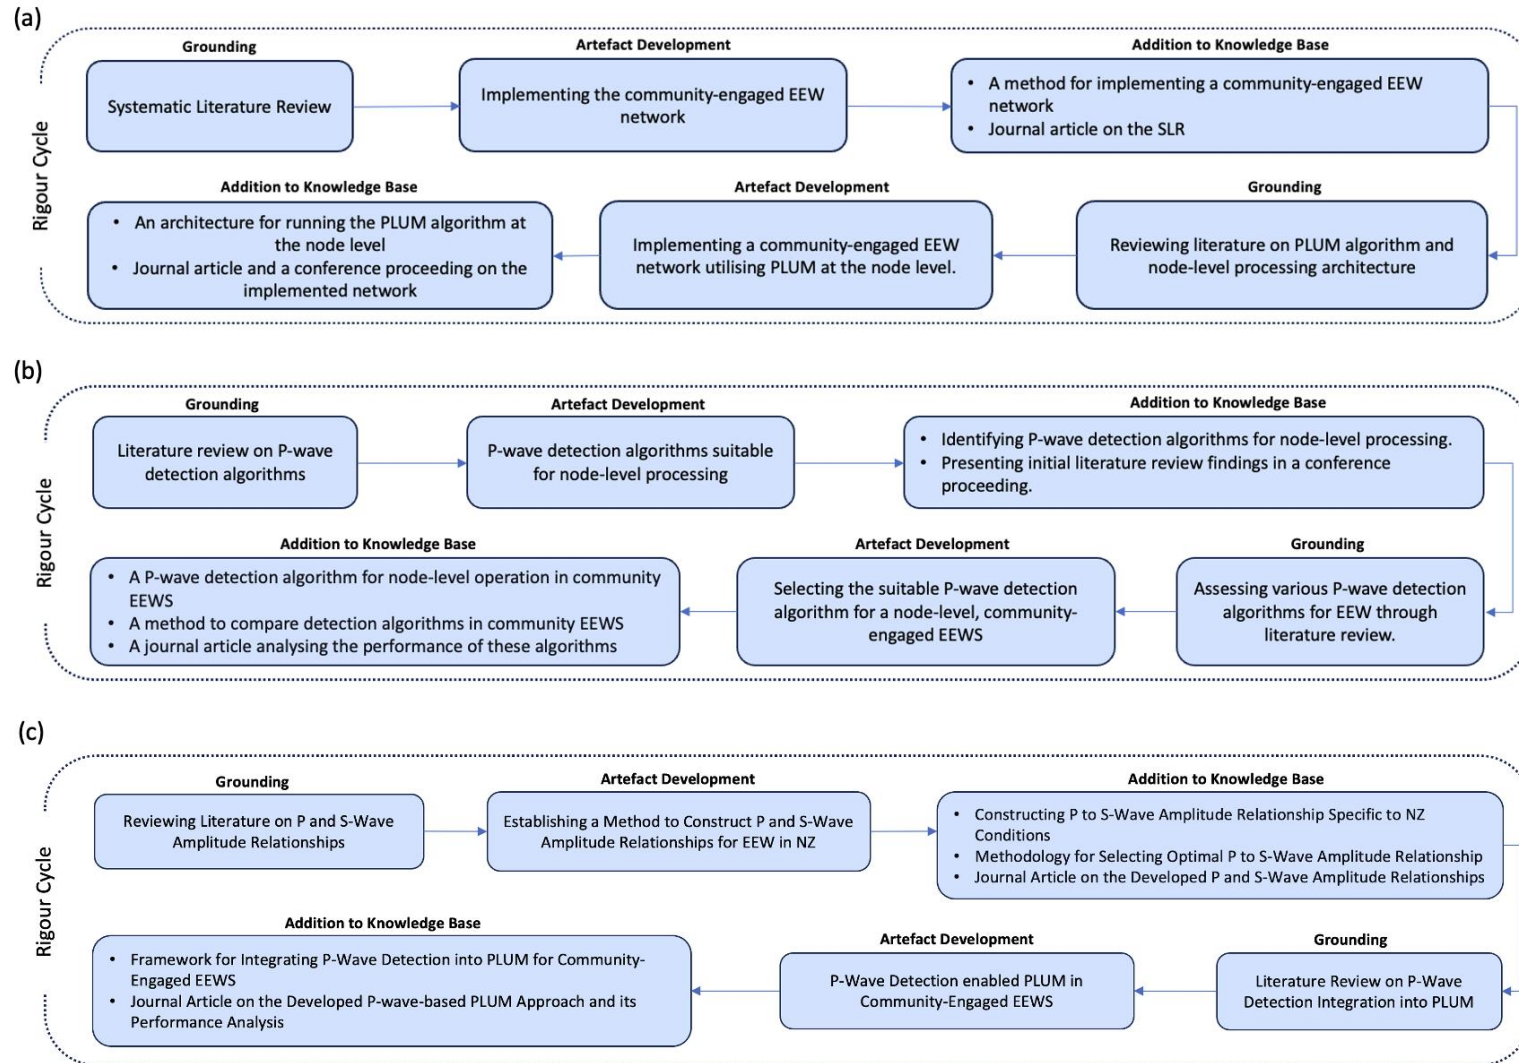 (a)
Rigour Cycle
Grounding
Systematic Literature Review
Artefact Development
Implementing the community-engaged EEW
network
Addition to Knowledge Base
• A method for implementing a community-engaged EEW
network
• Journal article on the SLR
Grounding
Reviewing literature on PLUM algorithm and
node-level processing architecture
Artefact Development
Implementing a community-engaged EEW
network utilising PLUM at the node level.
Addition to Knowledge Base
• An architecture for running the PLUM algorithm at
the node level
• Journal article and a conference proceeding on the
implemented network
(b)
Rigour Cycle
Grounding
Literature review on P-wave
detection algorithms
Artefact Development
P-wave detection algorithms suitable
for node-level processing
Addition to Knowledge Base
• Identifying P-wave detection algorithms for node-level processing.
• Presenting initial literature review findings in a conference
proceeding.
Grounding
Assessing various P-wave detection
algorithms for EEW through
literature review.
Artefact Development
Selecting the suitable P-wave detection
algorithm for a node-level, community-
engaged EEWS
Addition to Knowledge Base
• A P-wave detection algorithm for node-level operation in community
EEWS
• A method to compare detection algorithms in community EEWS
• A journal article analysing the performance of these algorithms
(c)
Rigour Cycle
Grounding
Reviewing Literature on P and S-Wave
Amplitude Relationships
Artefact Development
Establishing a Method to Construct P and S-Wave
Amplitude Relationships for EEW in NZ
Addition to Knowledge Base
• Constructing P to S-Wave Amplitude Relationship Specific to NZ
Conditions
• Methodology for Selecting Optimal P to S-Wave Amplitude Relationship
• Journal Article on the Developed P and S-Wave Amplitude Relationships
Grounding
Literature Review on P-Wave
Detection Integration into PLUM
Artefact Development
P-Wave Detection enabled PLUM in
Community-Engaged EEWS
Addition to Knowledge Base
• Framework for Integrating P-Wave Detection into PLUM for Community-
Engaged EEWS
• Journal Article on the Developed P-wave-based PLUM Approach and its
Performance Analysis